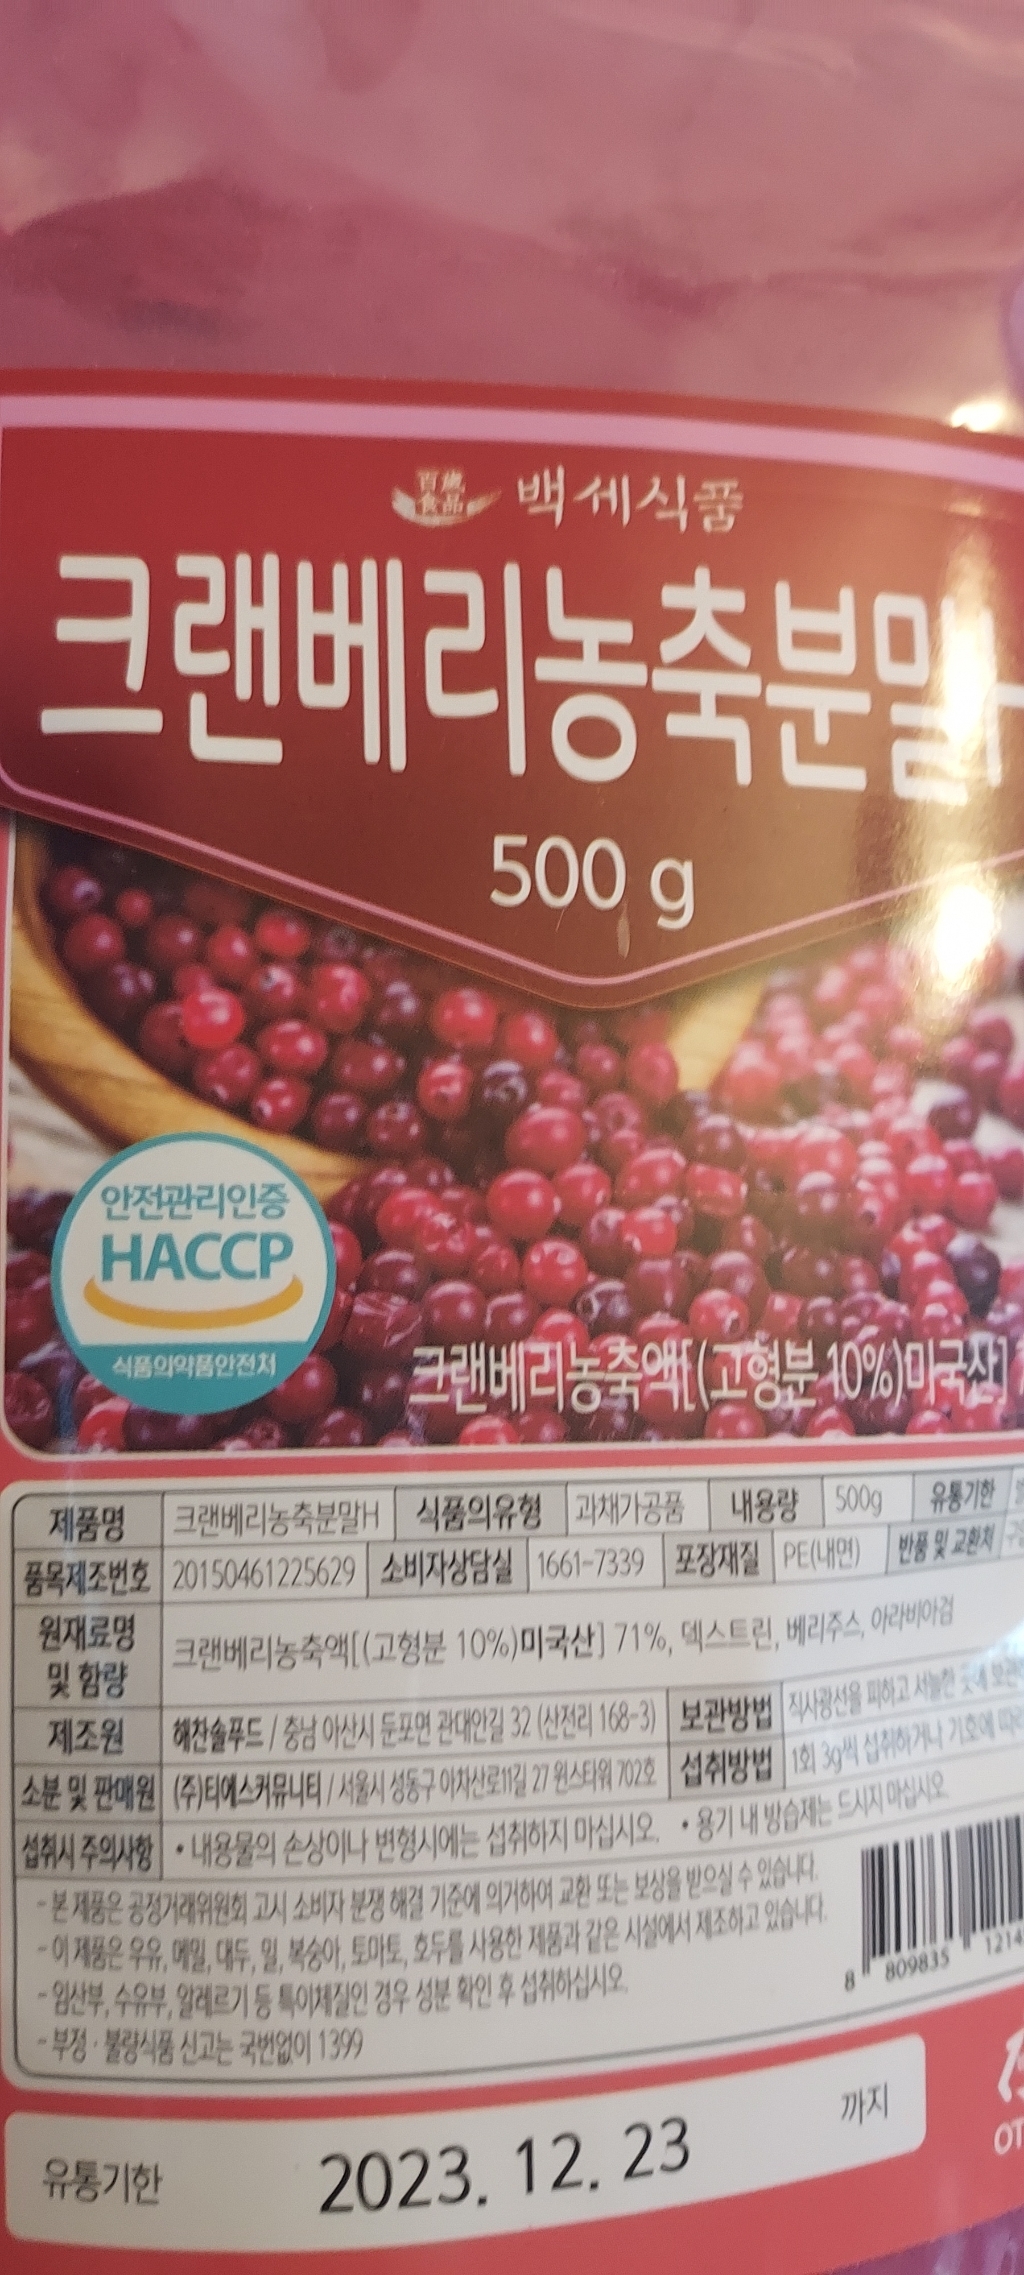 百歲食品 백세식품
크랜베리농축분말
500 g
안전관리인증
HACCP
식품의약품안전처
크랜베리농축액[(고형분 10%)미국산]
제품명 크랜베리농축분말H 식품의유형 과채가공품 내용량 500g 유통기한
품목제조번호 20150461225629 소비자상담실 1661-7339 포장재질 PE(내면) 반품 및 교환처
원재료명 및 함량 크랜베리농축액[(고형분 10%)미국산] 71%, 덱스트린, 베리주스, 아라비아검
제조원 해찬솔푸드 / 충남 아산시 둔포면 관대안길 32 (산전리 168-3) 보관방법 직사광선을 피하고 서늘한 곳에
소분 및 판매원 (주)티에스커뮤니티 / 서울시 성동구 아차산로11길 27 원스타워 702호 섭취방법 1회 3g씩 섭취하거나 기호에
섭취시 주의사항 • 내용물의 손상이나 변형시에는 섭취하지 마십시오. • 용기 내 방습제는 드시지 마십시오
- 본 제품은 공정거래위원회 고시 소비자 분쟁 해결 기준에 의거하여 교환 또는 보상을 받으실 수 있습니다.
- 이 제품은 우유, 메밀, 대두, 밀, 복숭아, 토마토, 호두를 사용한 제품과 같은 시설에서 제조하고 있습니다.
- 임산부, 수유부, 알레르기 등 특이체질인 경우 성분 확인 후 섭취하십시오.
- 부정·불량식품 신고는 국번없이 1399
8 809835 1214
유통기한 2023. 12. 23 까지